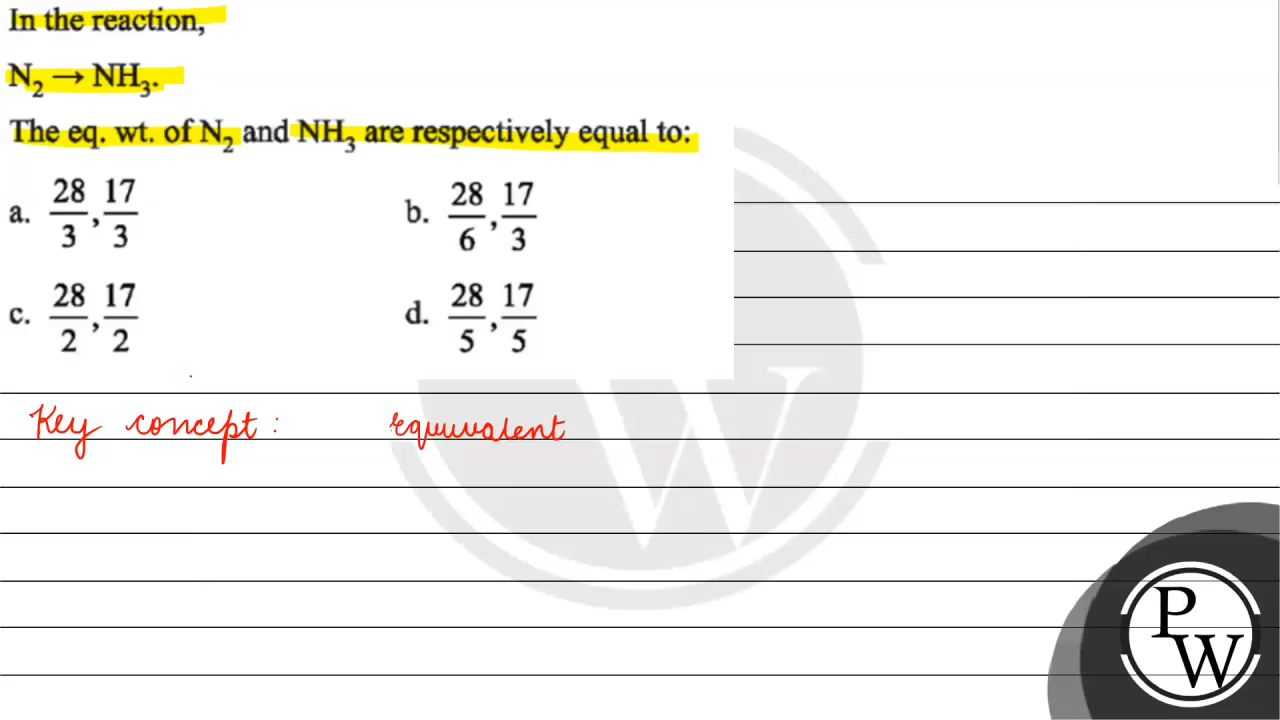 In the reaction,
N₂ → NH₃.
The eq. wt. of N₂ and NH₃ are respectively equal to:
a. 28/3, 17/3 b. 28/6, 17/3
c. 28/2, 17/2 d. 28/5, 17/5
Key concept: equivalent
PW